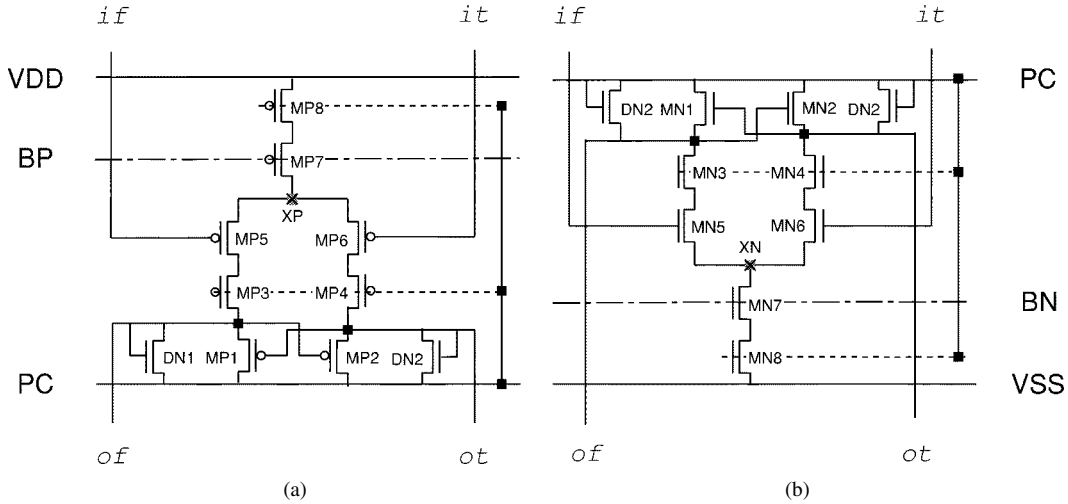 if it if it
VDD PC
MP8 DN2 MN1 MN2 DN2
BP MP7
MN3 MN4
XP
MP5 MP6 MN5 MN6
XN
MP3 MP4 MN7 BN
DN1 MP1 MP2 DN2 MN8
PC VSS
of ot of ot
(a) (b)